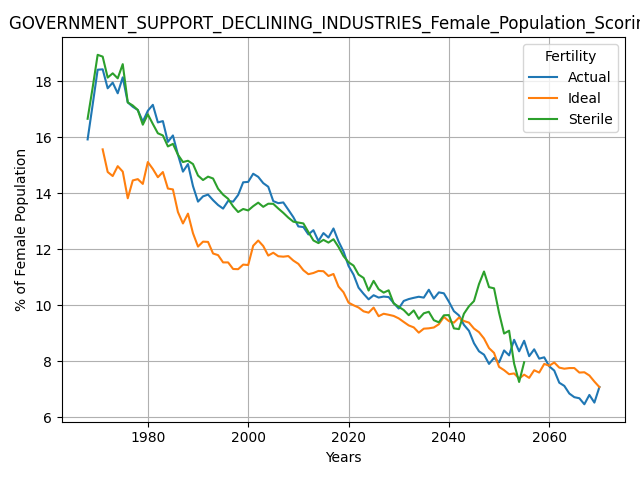 GOVERNMENT_SUPPORT_DECLINING_INDUSTRIES_Female_Population_Scorin
Fertility
Actual
Ideal
Sterile
% of Female Population
18
16
14
12
10
8
6
1980 2000 2020 2040 2060
Years